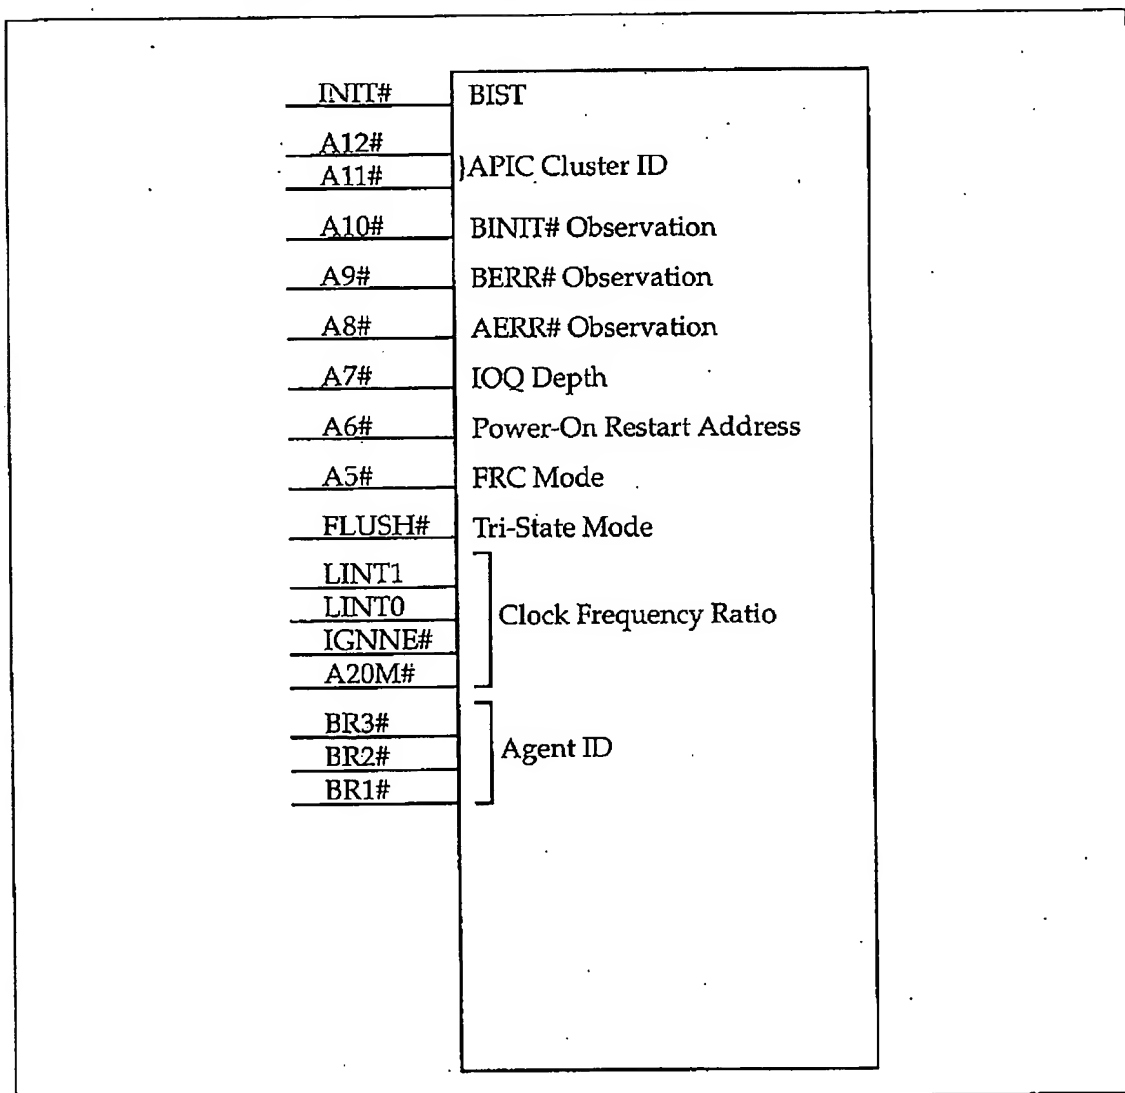 INIT# BIST
A12#
A11# }APIC Cluster ID
A10# BINIT# Observation
A9# BERR# Observation
A8# AERR# Observation
A7# IOQ Depth
A6# Power-On Restart Address
A5# FRC Mode
FLUSH# Tri-State Mode
LINT1
LINT0
Clock Frequency Ratio
IGNNE#
A20M#
BR3#
BR2# Agent ID
BR1#